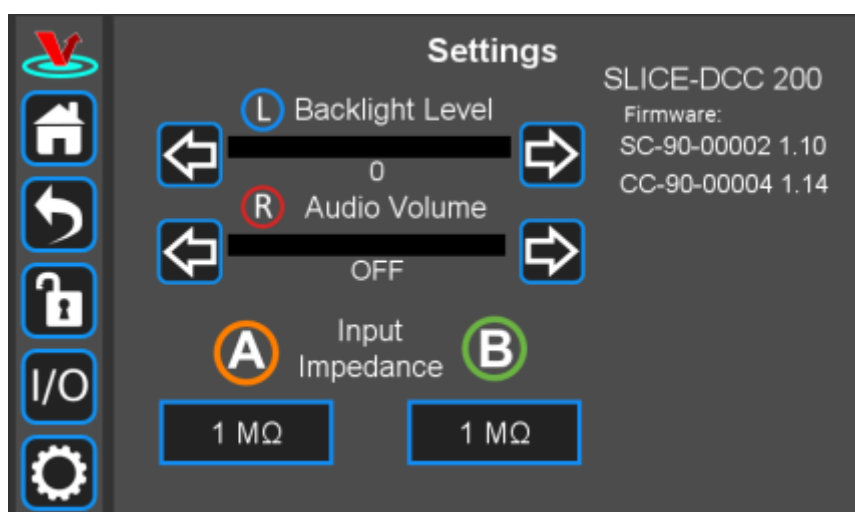 Settings
SLICE-DCC 200
Firmware:
SC-90-00002 1.10
CC-90-00004 1.14
L Backlight Level
0
R Audio Volume
OFF
A Input Impedance B
1 MΩ 1 MΩ
I/O